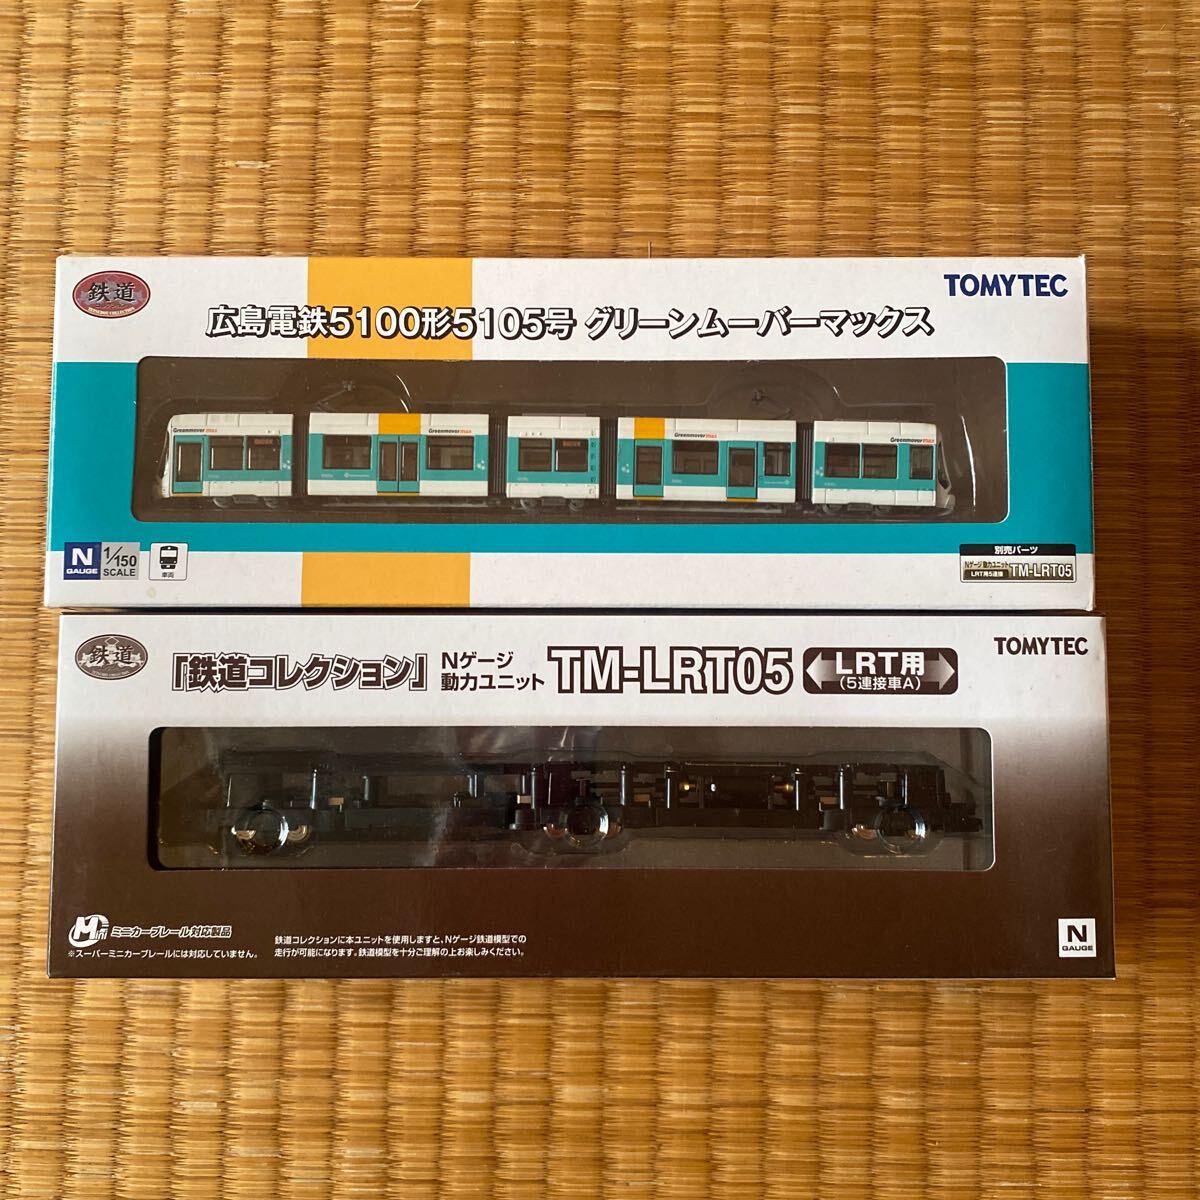 鉄道
TOMYTEC
広島電鉄5100形5105号 グリーンムーバーマックス
Greenmover max
Greenmover max
Greenmover max
Greenmover max
Greenmover max
N
GAUGE
1/150
SCALE
車両
別売パーツ
Nゲージ動力ユニット
LRT用5連接
TM-LRT05
鉄道
「鉄道コレクション」
Nゲージ
動力ユニット
TM-LRT05
LRT用
(5連接車A)
TOMYTEC
Mini
ミニカーブレール対応製品
※スーパーミニカーブレールには対応していません。
鉄道コレクションに本ユニットを使用しますと、Nゲージ鉄道模型での
走行が可能になります。鉄道模型を十分ご理解の上お楽しみください。
N
GAUGE